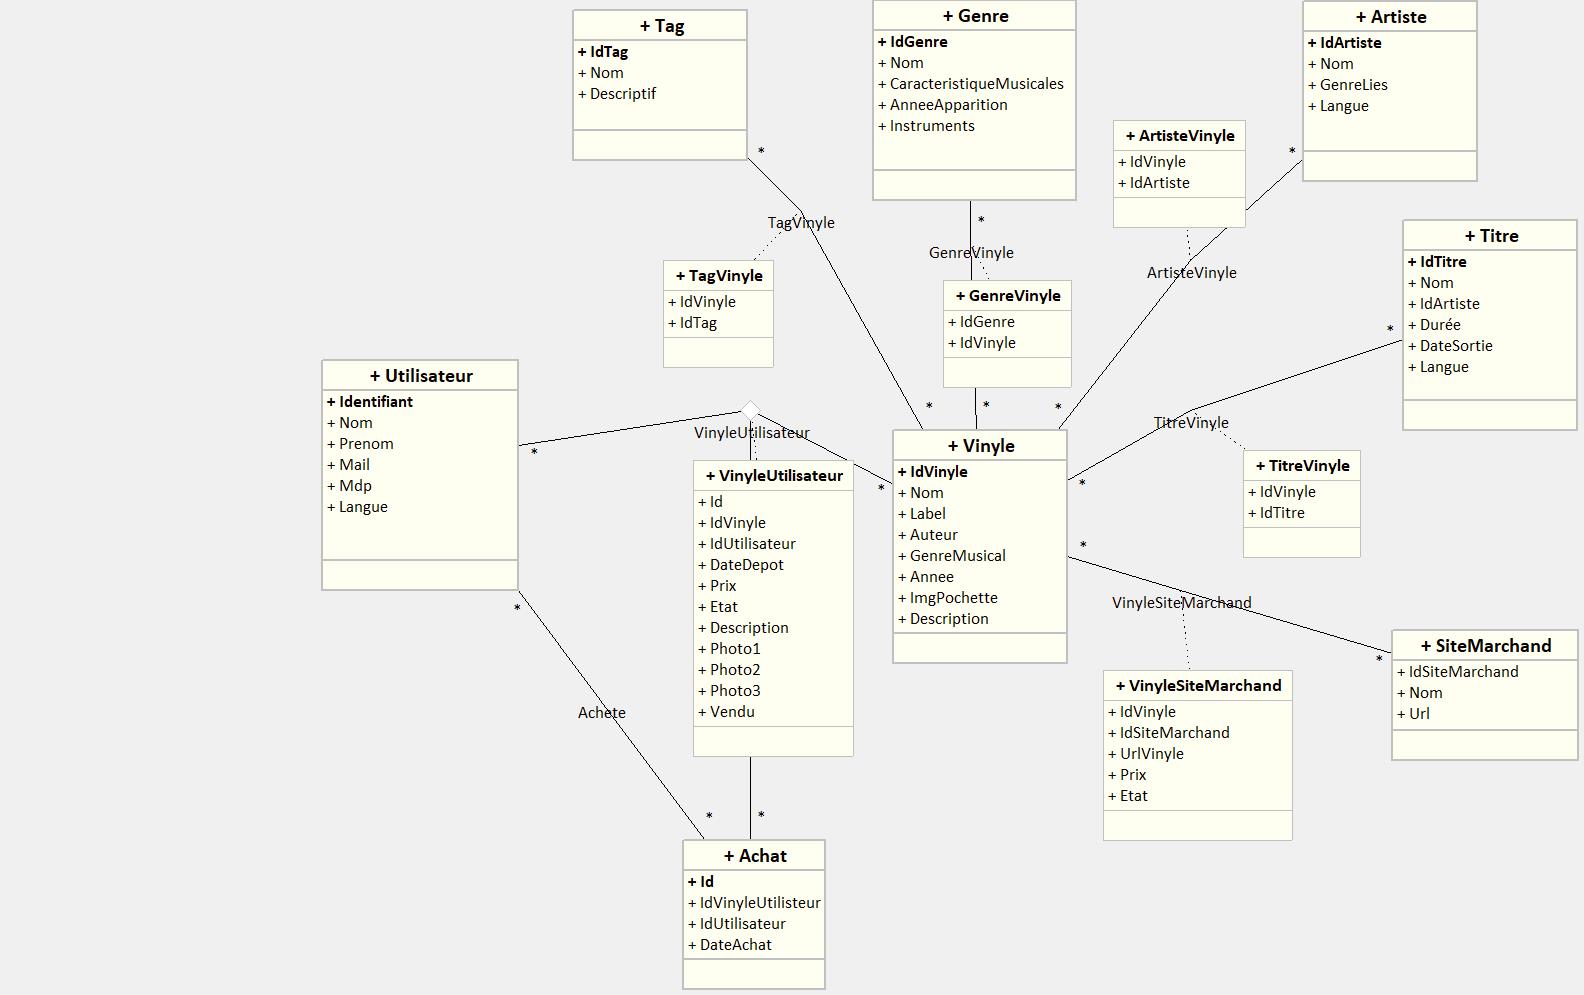 + Tag
+ IdTag
+ Nom
+ Descriptif
*
+ Genre
+ IdGenre
+ Nom
+ CaracteristiqueMusicales
+ AnneeApparition
+ Instruments
*
+ Artiste
+ IdArtiste
+ Nom
+ GenreLies
+ Langue
*
+ ArtisteVinyle
+ IdVinyle
+ IdArtiste
ArtisteVinyle
TagVinyle
+ TagVinyle
+ IdVinyle
+ IdTag
GenreVinyle
+ GenreVinyle
+ IdGenre
+ IdVinyle
+ Titre
+ IdTitre
+ Nom
+ IdArtiste
+ Durée
+ DateSortie
+ Langue
*
TitreVinyle
+ TitreVinyle
+ IdVinyle
+ IdTitre
+ Utilisateur
+ Identifiant
+ Nom
+ Prenom
+ Mail
+ Mdp
+ Langue
*
*
VinyleUtilisateur
+ VinyleUtilisateur
+ Id
+ IdVinyle
+ IdUtilisateur
+ DateDepot
+ Prix
+ Etat
+ Description
+ Photo1
+ Photo2
+ Photo3
+ Vendu
*
*
*
*
+ Vinyle
+ IdVinyle
+ Nom
+ Label
+ Auteur
+ GenreMusical
+ Annee
+ ImgPochette
+ Description
*
*
VinyleSiteMarchand
+ VinyleSiteMarchand
+ IdVinyle
+ IdSiteMarchand
+ UrlVinyle
+ Prix
+ Etat
*
+ SiteMarchand
+ IdSiteMarchand
+ Nom
+ Url
Achete
*
*
+ Achat
+ Id
+ IdVinyleUtilisteur
+ IdUtilisateur
+ DateAchat